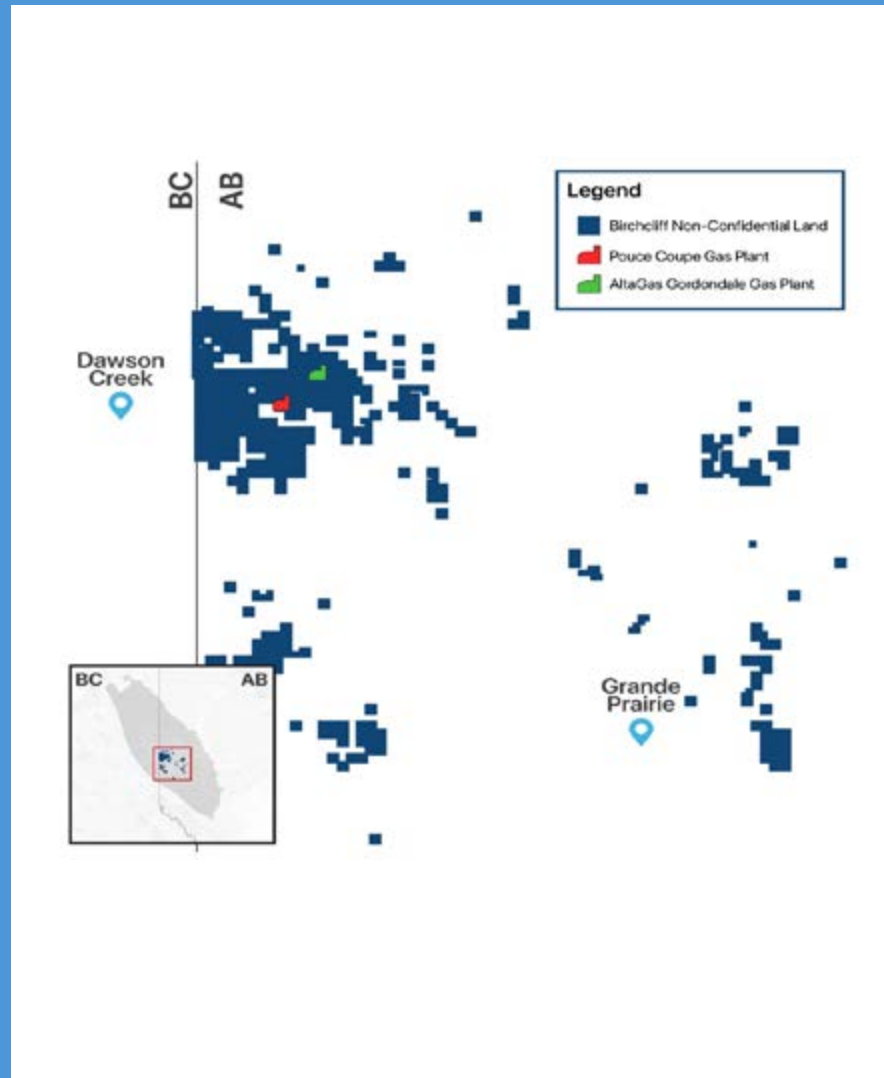 BC
AB
Legend
Birchcliff Non-Confidential Land
Pouce Coupe Gas Plant
AltaGas Gordondale Gas Plant
Dawson
Creek
Grande
Prairie
BC
AB